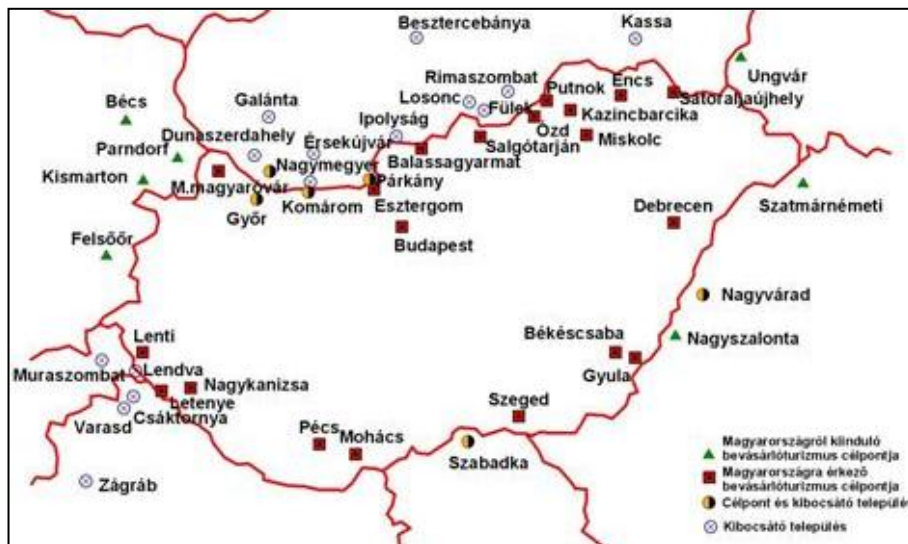 Besztercebánya
Kassa
Ungvár
Rimaszombat
Putnok
Encs
Sátoraljaújhely
Bécs
Galánta
Losonc
Fülek
Kazincbarcika
Ipolyság
Ózd
Dunaszerdahely
Érsekújvár
Salgótarján
Miskolc
Parndorf
Nagymegyer
Balassagyarmat
Kismarton
Párkány
M.magyaróvár
Komárom
Esztergom
Szatmárnémeti
Győr
Debrecen
Budapest
Felsőőr
Nagyvárad
Lenti
Békéscsaba
Nagyszalonta
Muraszombat
Lendva
Gyula
Nagykanizsa
Letenye
Csáktornya
Szeged
Varasd
Pécs
Mohács
Szabadka
Zágráb
Magyarországról kiinduló
bevásárlóturizmus célpontja
Magyarországra érkező
bevásárlóturizmus célpontja
Célpont és kibocsátó település
Kibocsátó település